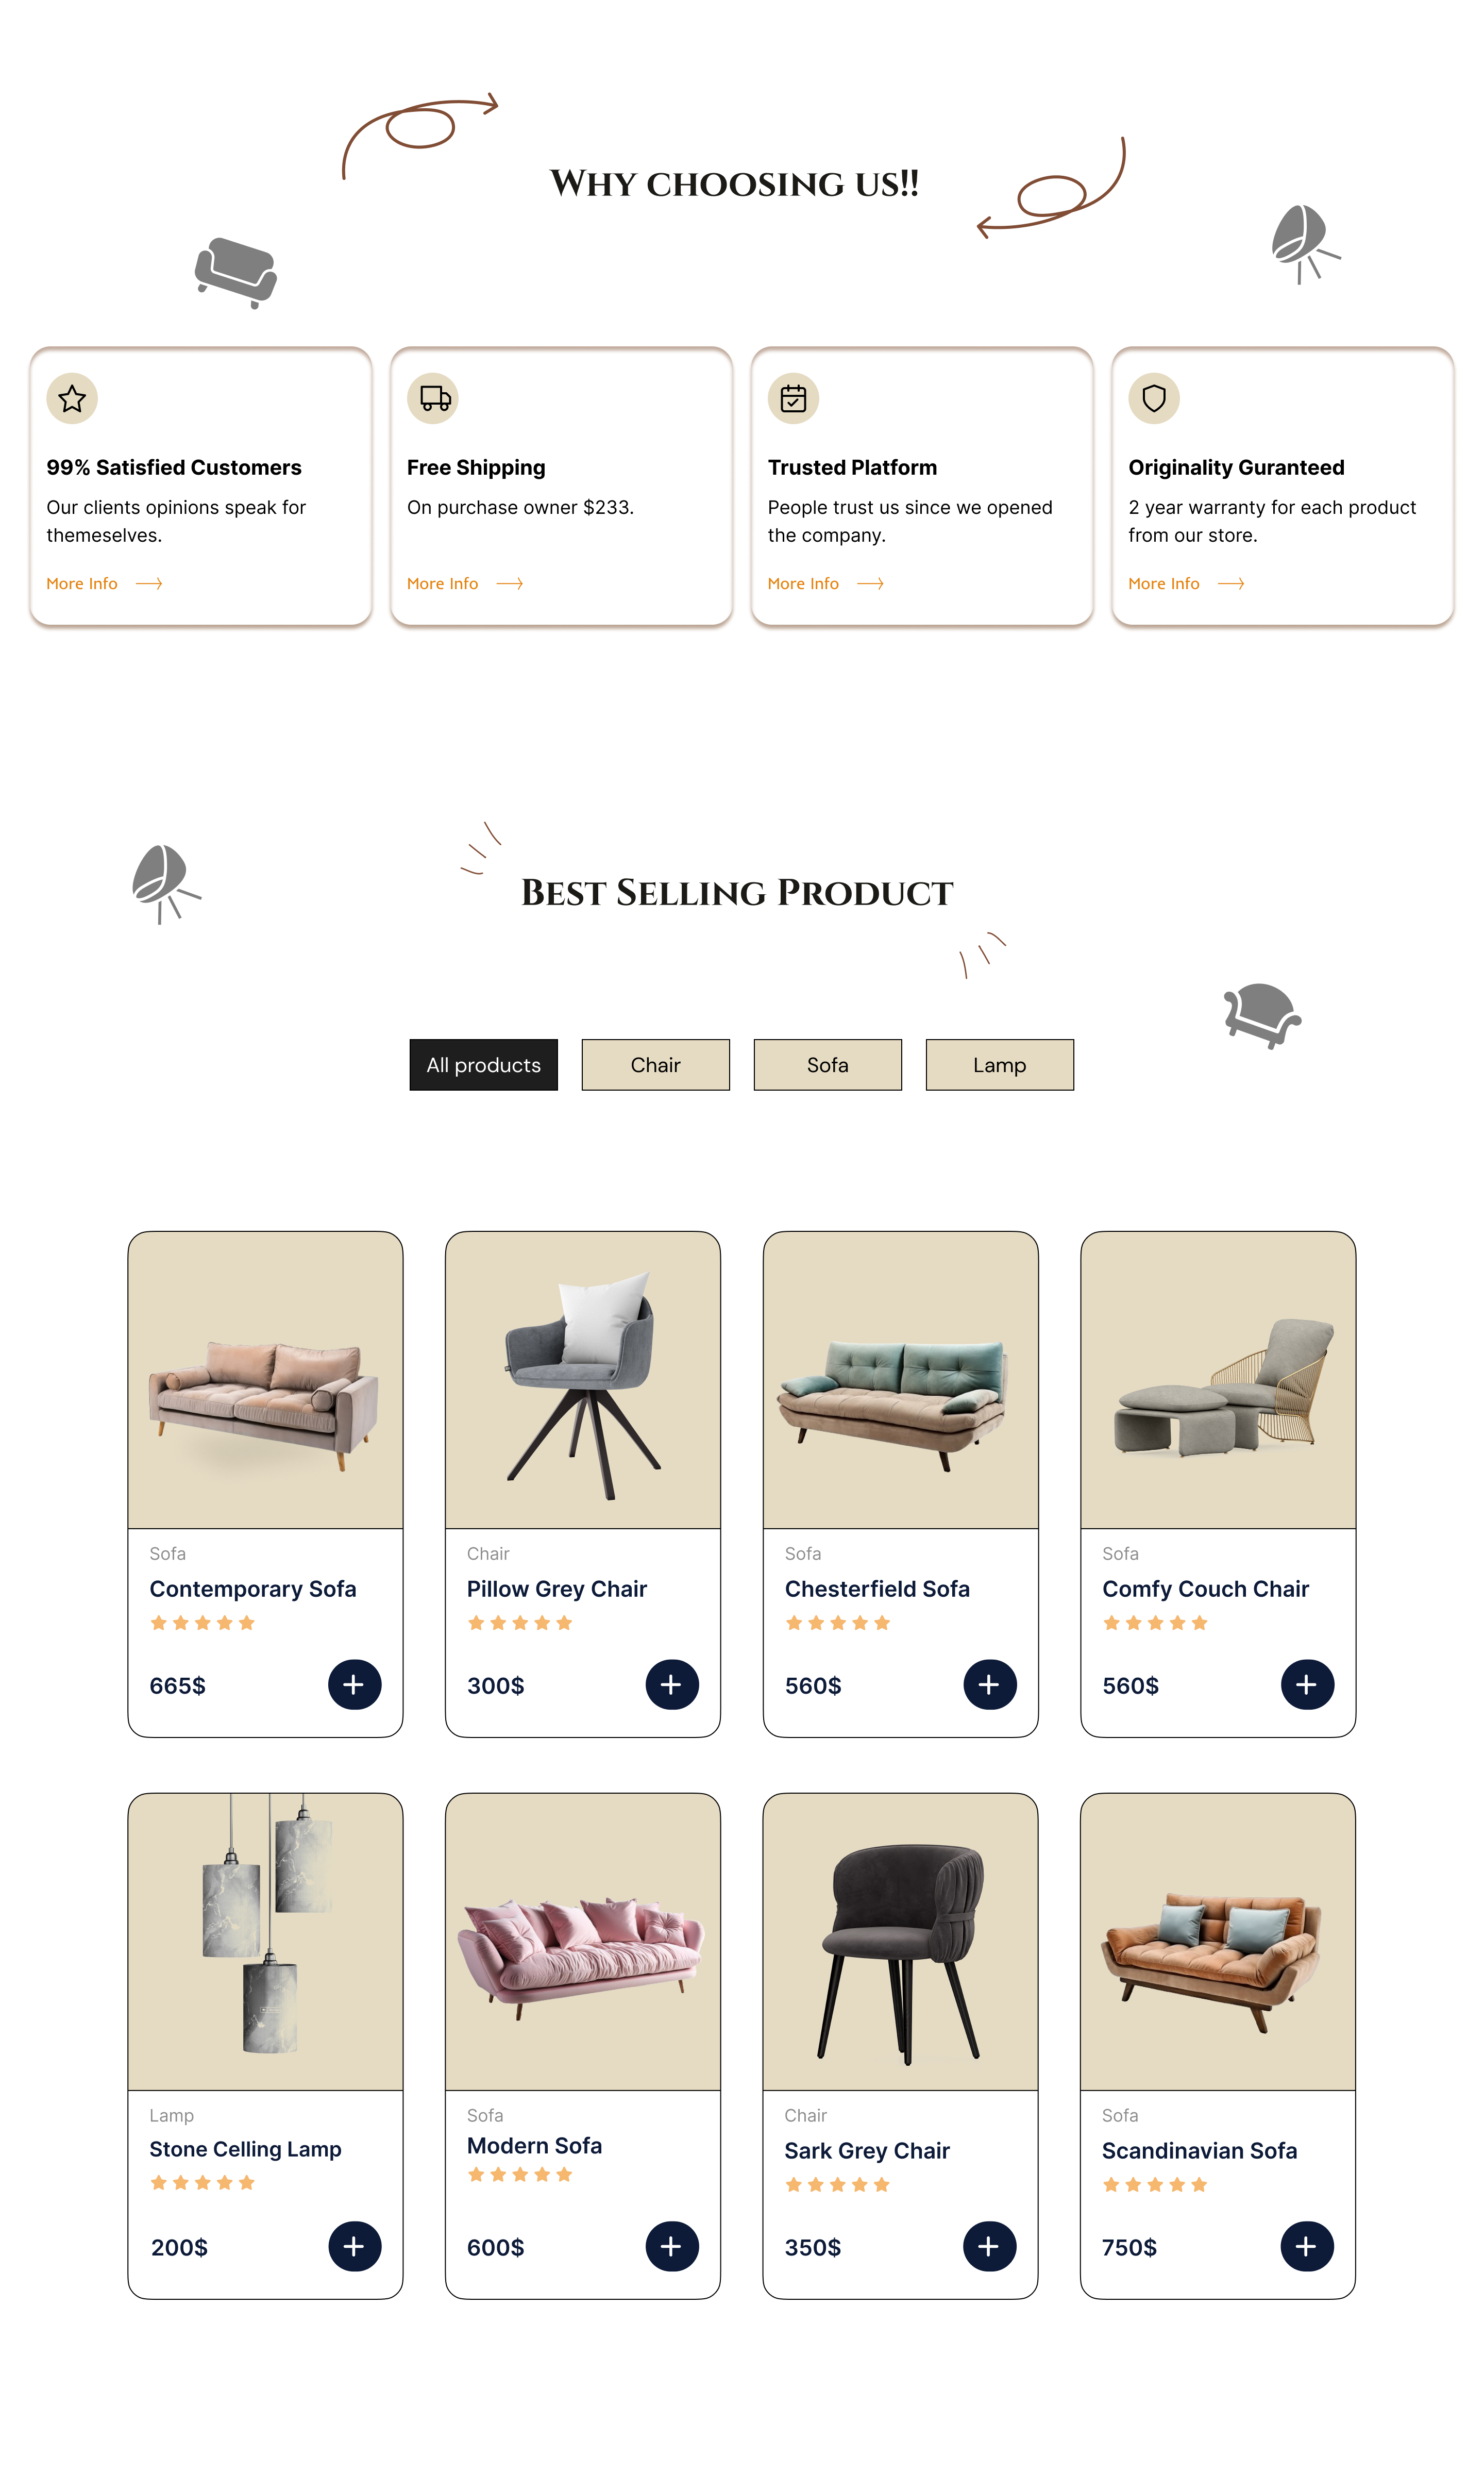 Why choosing us!!
99% Satisfied Customers
Our clients opinions speak for
themeselves.
More Info
Free Shipping
On purchase owner $233.
More Info
Trusted Platform
People trust us since we opened
the company.
More Info
Originality Guranteed
2 year warranty for each product
from our store.
More Info
Best Selling Product
All products
Chair
Sofa
Lamp
Sofa
Contemporary Sofa
665$
Chair
Pillow Grey Chair
300$
Sofa
Chesterfield Sofa
560$
Sofa
Comfy Couch Chair
560$
Lamp
Stone Celling Lamp
200$
Sofa
Modern Sofa
600$
Chair
Sark Grey Chair
350$
Sofa
Scandinavian Sofa
750$